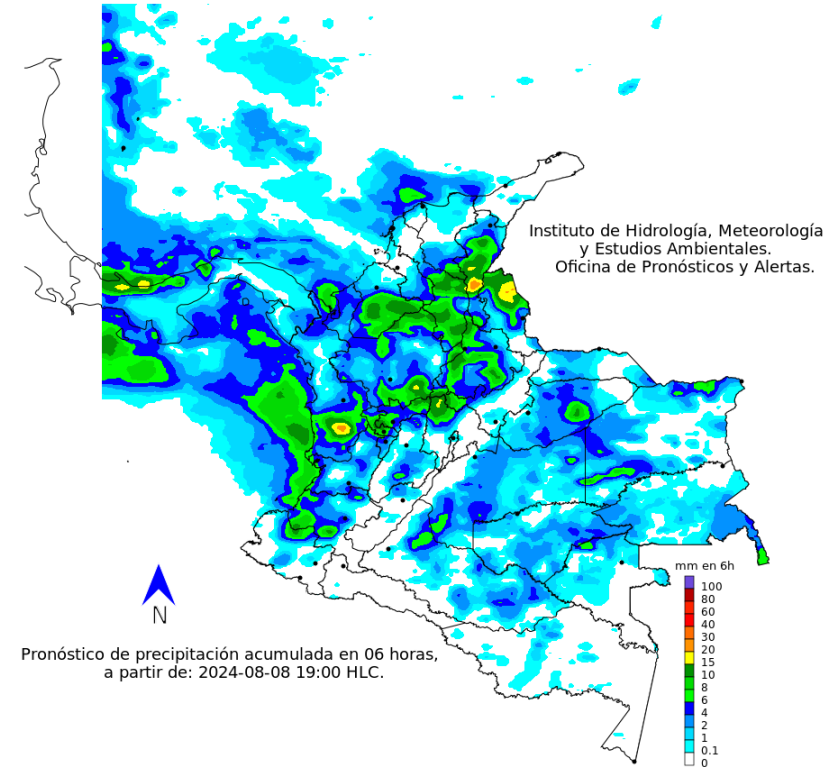 Instituto de Hidrología, Meteorología
y Estudios Ambientales.
Oficina de Pronósticos y Alertas.
mm en 6h
100
80
60
40
30
20
15
10
8
6
4
2
1
0.1
0
N
Pronóstico de precipitación acumulada en 06 horas,
a partir de: 2024-08-08 19:00 HLC.